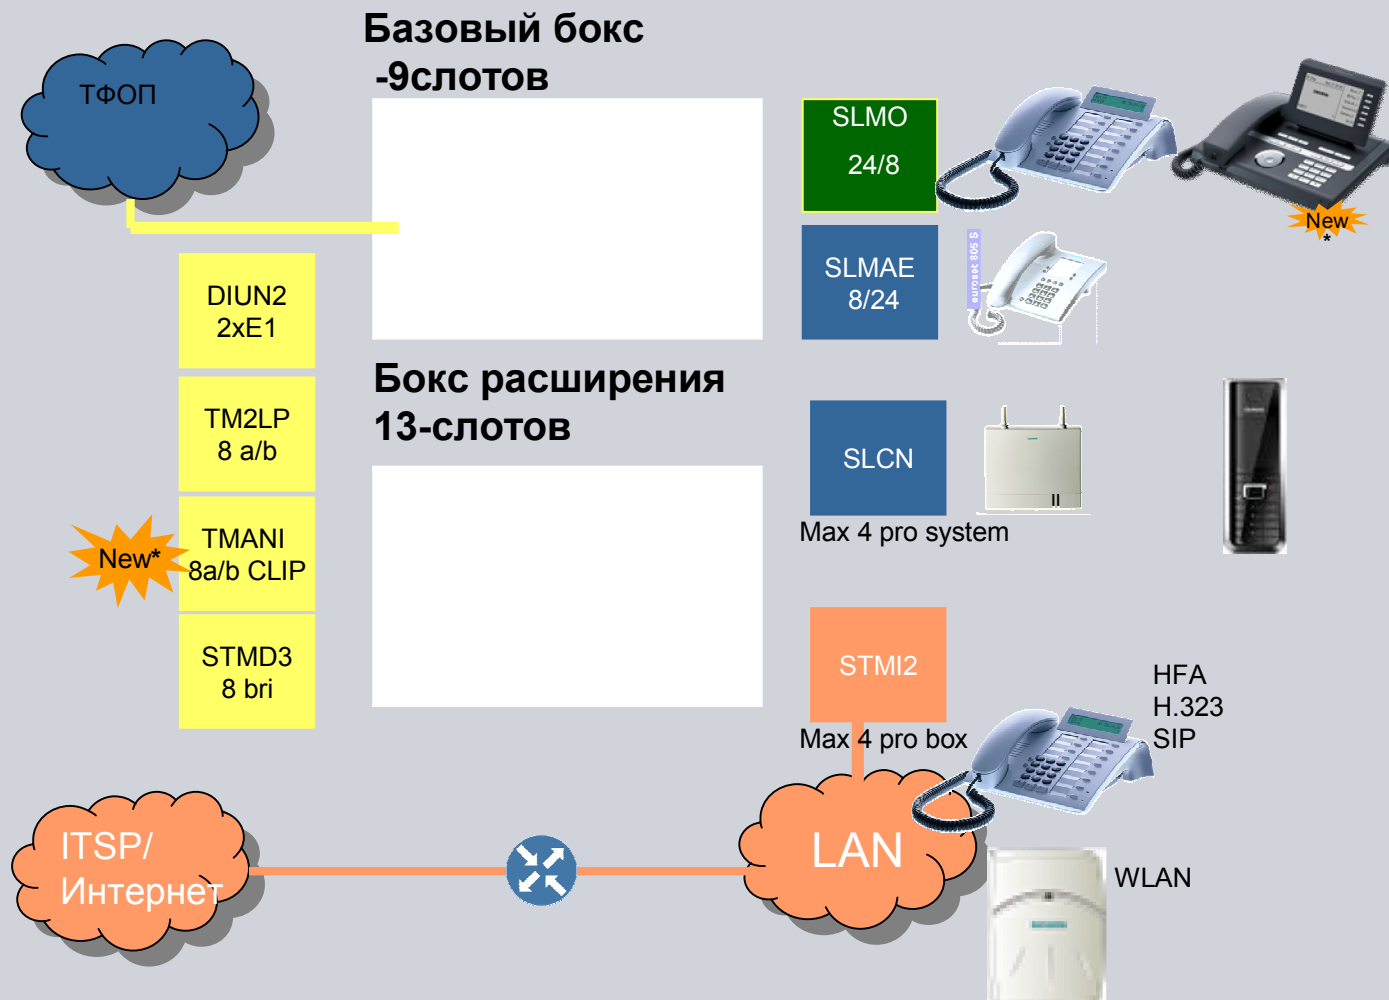 Базовый бокс
-9слотов
ТФОП
SLMO
24/8
New
*
SLMAE
8/24
DIUN2
2xE1
Бокс расширения
13-слотов
TM2LP
8 a/b
SLCN
Max 4 pro system
New*
TMANI
8a/b CLIP
STMD3
8 bri
STMI2
Max 4 pro box
HFA
H.323
SIP
ITSP/
Интернет
LAN
WLAN